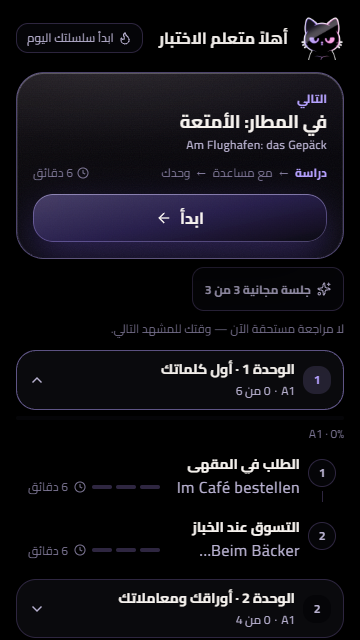 أهلاً متعلم الاختبار
ابدأ سلسلتك اليوم
التالي
في المطار: الأمتعة
Am Flughafen: das Gepäck
دراسة ← مع مساعدة ← وحدك
6 دقائق
ابدأ ←
جلسة مجانية 3 من 3
لا مراجعة مستحقة الآن — وقتك للمشهد التالي.
1
الوحدة 1 · أول كلماتك
A1 · 0 من 6
A1 · 0%
1
الطلب في المقهى
Im Café bestellen
6 دقائق
2
التسوق عند الخباز
Beim Bäcker...
6 دقائق
2
الوحدة 2 · أوراقك ومعاملاتك
A1 · 0 من 4